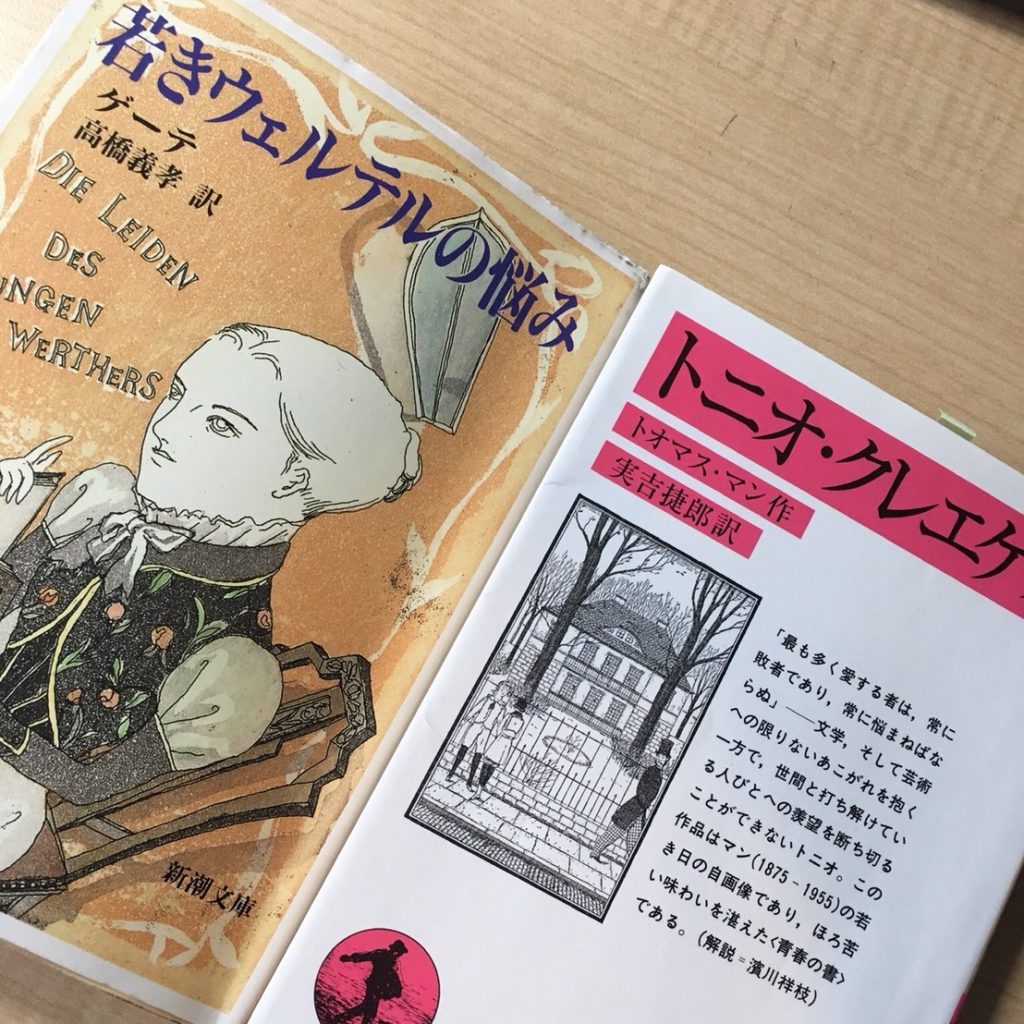 若きウェルテルの悩み
ゲーテ
高橋義孝 訳
DIE LEIDEN
DES
UNGEN
WERTHERS
新潮文庫
トニオ・クレエゲ
トオマス・マン作
実吉捷郎訳
「最も多く愛する者は，常に
敗者であり，常に悩まねばな
らぬ」──文学，そして芸術
への限りないあこがれを抱く
一方で，世間と打ち解けてい
る人びとへの羨望を断ち切る
ことができないトニオ。この
作品はマン(1875‐1955)の若
き日の自画像であり，ほろ苦
い味わいを湛えた〈青春の書〉
である。(解説＝濱川祥枝)